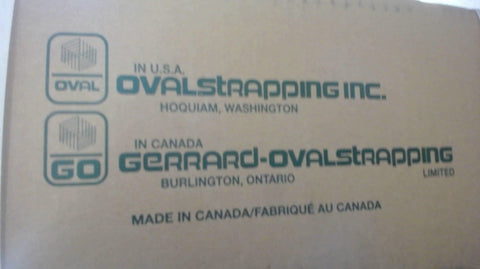 IN U.S.A.
OVAL
OVALSTRAPPING INC.
HOQUIAM, WASHINGTON
IN CANADA
GO
GERRARD-OVALSTRAPPING
BURLINGTON, ONTARIO
LIMITED
MADE IN CANADA/FABRIQUÉ AU CANADA